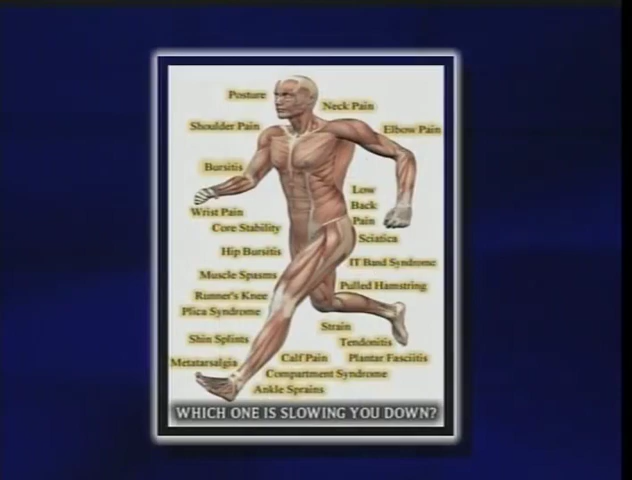 Posture
Neck Pain
Shoulder Pain
Elbow Pain
Bursitis
Low
Back
Pain
Wrist Pain
Core Stability
Sciatica
Hip Bursitis
IT Band Syndrome
Muscle Spasms
Pulled Hamstring
Runner's Knee
Plica Syndrome
Strain
Shin Splints
Tendonitis
Metatarsalgia
Calf Pain
Plantar Fasciitis
Compartment Syndrome
Ankle Sprains
WHICH ONE IS SLOWING YOU DOWN?